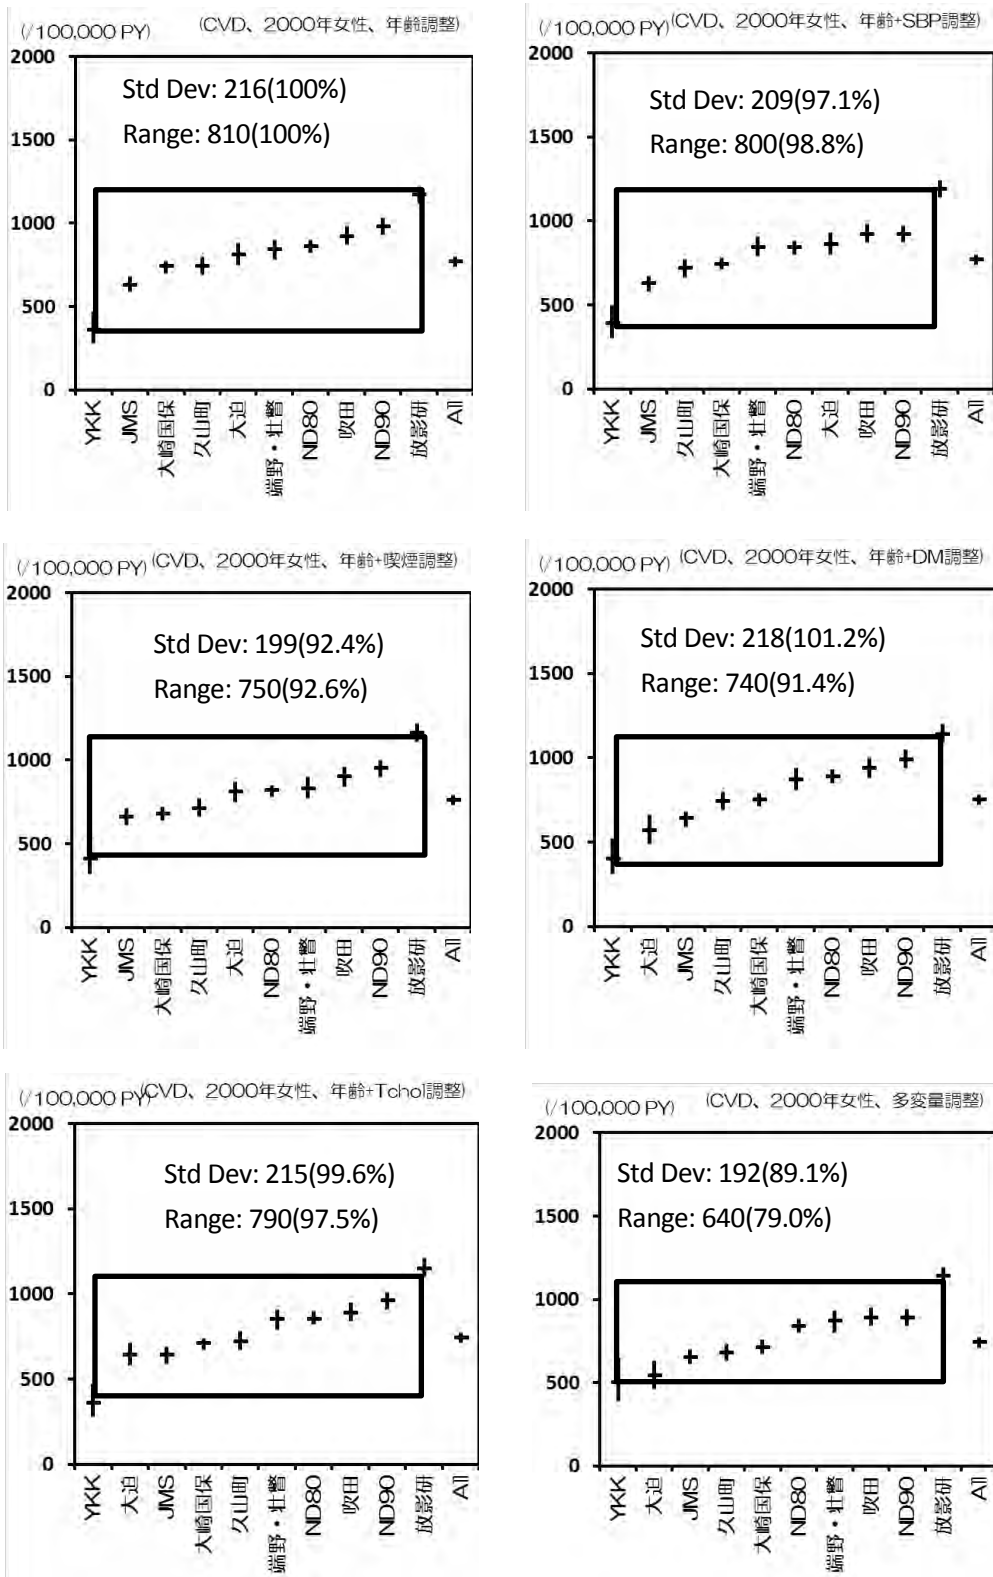 (/100,000 PY)
(CVD、2000年女性、年齢調整)
2000
1500
1000
500
0
Std Dev: 216(100%)
Range: 810(100%)
YKK
JMS
大崎国保
久山町
大迫
端野・壮瞥
ND80
吹田
ND90
放影研
All
(/100,000 PY)
(CVD、2000年女性、年齢+SBP調整)
2000
1500
1000
500
0
Std Dev: 209(97.1%)
Range: 800(98.8%)
YKK
JMS
久山町
大崎国保
端野・壮瞥
ND80
大迫
吹田
ND90
放影研
All
(/100,000 PY)
(CVD、2000年女性、年齢+喫煙調整)
2000
1500
1000
500
0
Std Dev: 199(92.4%)
Range: 750(92.6%)
YKK
JMS
大崎国保
久山町
大迫
ND80
端野・壮瞥
吹田
ND90
放影研
All
(/100,000 PY)
(CVD、2000年女性、年齢+DM調整)
2000
1500
1000
500
0
Std Dev: 218(101.2%)
Range: 740(91.4%)
YKK
大迫
JMS
久山町
大崎国保
端野・壮瞥
ND80
吹田
ND90
放影研
All
(/100,000 PY)
(CVD、2000年女性、年齢+Tchol調整)
2000
1500
1000
500
0
Std Dev: 215(99.6%)
Range: 790(97.5%)
YKK
大迫
JMS
大崎国保
久山町
端野・壮瞥
ND80
吹田
ND90
放影研
All
(/100,000 PY)
(CVD、2000年女性、多変量調整)
2000
1500
1000
500
0
Std Dev: 192(89.1%)
Range: 640(79.0%)
YKK
大迫
JMS
久山町
大崎国保
ND80
端野・壮瞥
吹田
ND90
放影研
All